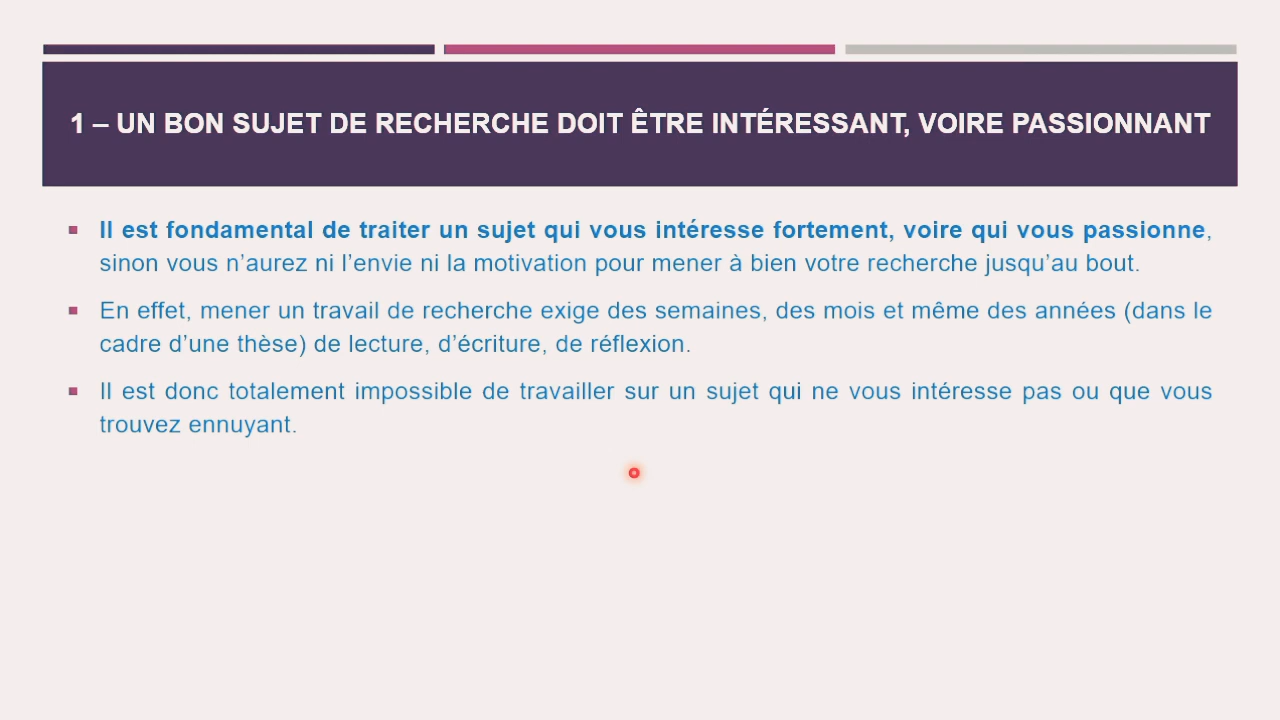 1 – UN BON SUJET DE RECHERCHE DOIT ÊTRE INTÉRESSANT, VOIRE PASSIONNANT
Il est fondamental de traiter un sujet qui vous intéresse fortement, voire qui vous passionne,
sinon vous n’aurez ni l’envie ni la motivation pour mener à bien votre recherche jusqu’au bout.
En effet, mener un travail de recherche exige des semaines, des mois et même des années (dans le
cadre d’une thèse) de lecture, d’écriture, de réflexion.
Il est donc totalement impossible de travailler sur un sujet qui ne vous intéresse pas ou que vous
trouvez ennuyant.